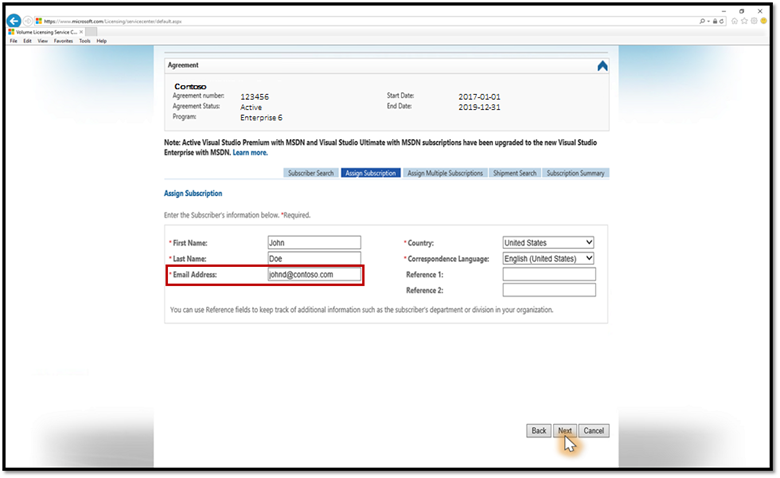 https://www.microsoft.com/Licensing/servicecenter/default.aspx
Volume Licensing Service C...
File Edit View Favorites Tools Help
Agreement
Contoso
Agreement number: 123456 Start Date: 2017-01-01
Agreement Status: Active End Date: 2019-12-31
Program: Enterprise 6
Note: Active Visual Studio Premium with MSDN and Visual Studio Ultimate with MSDN subscriptions have been upgraded to the new Visual Studio
Enterprise with MSDN. Learn more.
Subscriber Search Assign Subscription Assign Multiple Subscriptions Shipment Search Subscription Summary
Assign Subscription
Enter the Subscriber's information below. *Required.
* First Name: John * Country: United States
* Last Name: Doe * Correspondence Language: English (United States)
* Email Address: johnd@contoso.com Reference 1:
Reference 2:
You can use Reference fields to keep track of additional information such as the subscriber's department or division in your organization.
Back Next Cancel